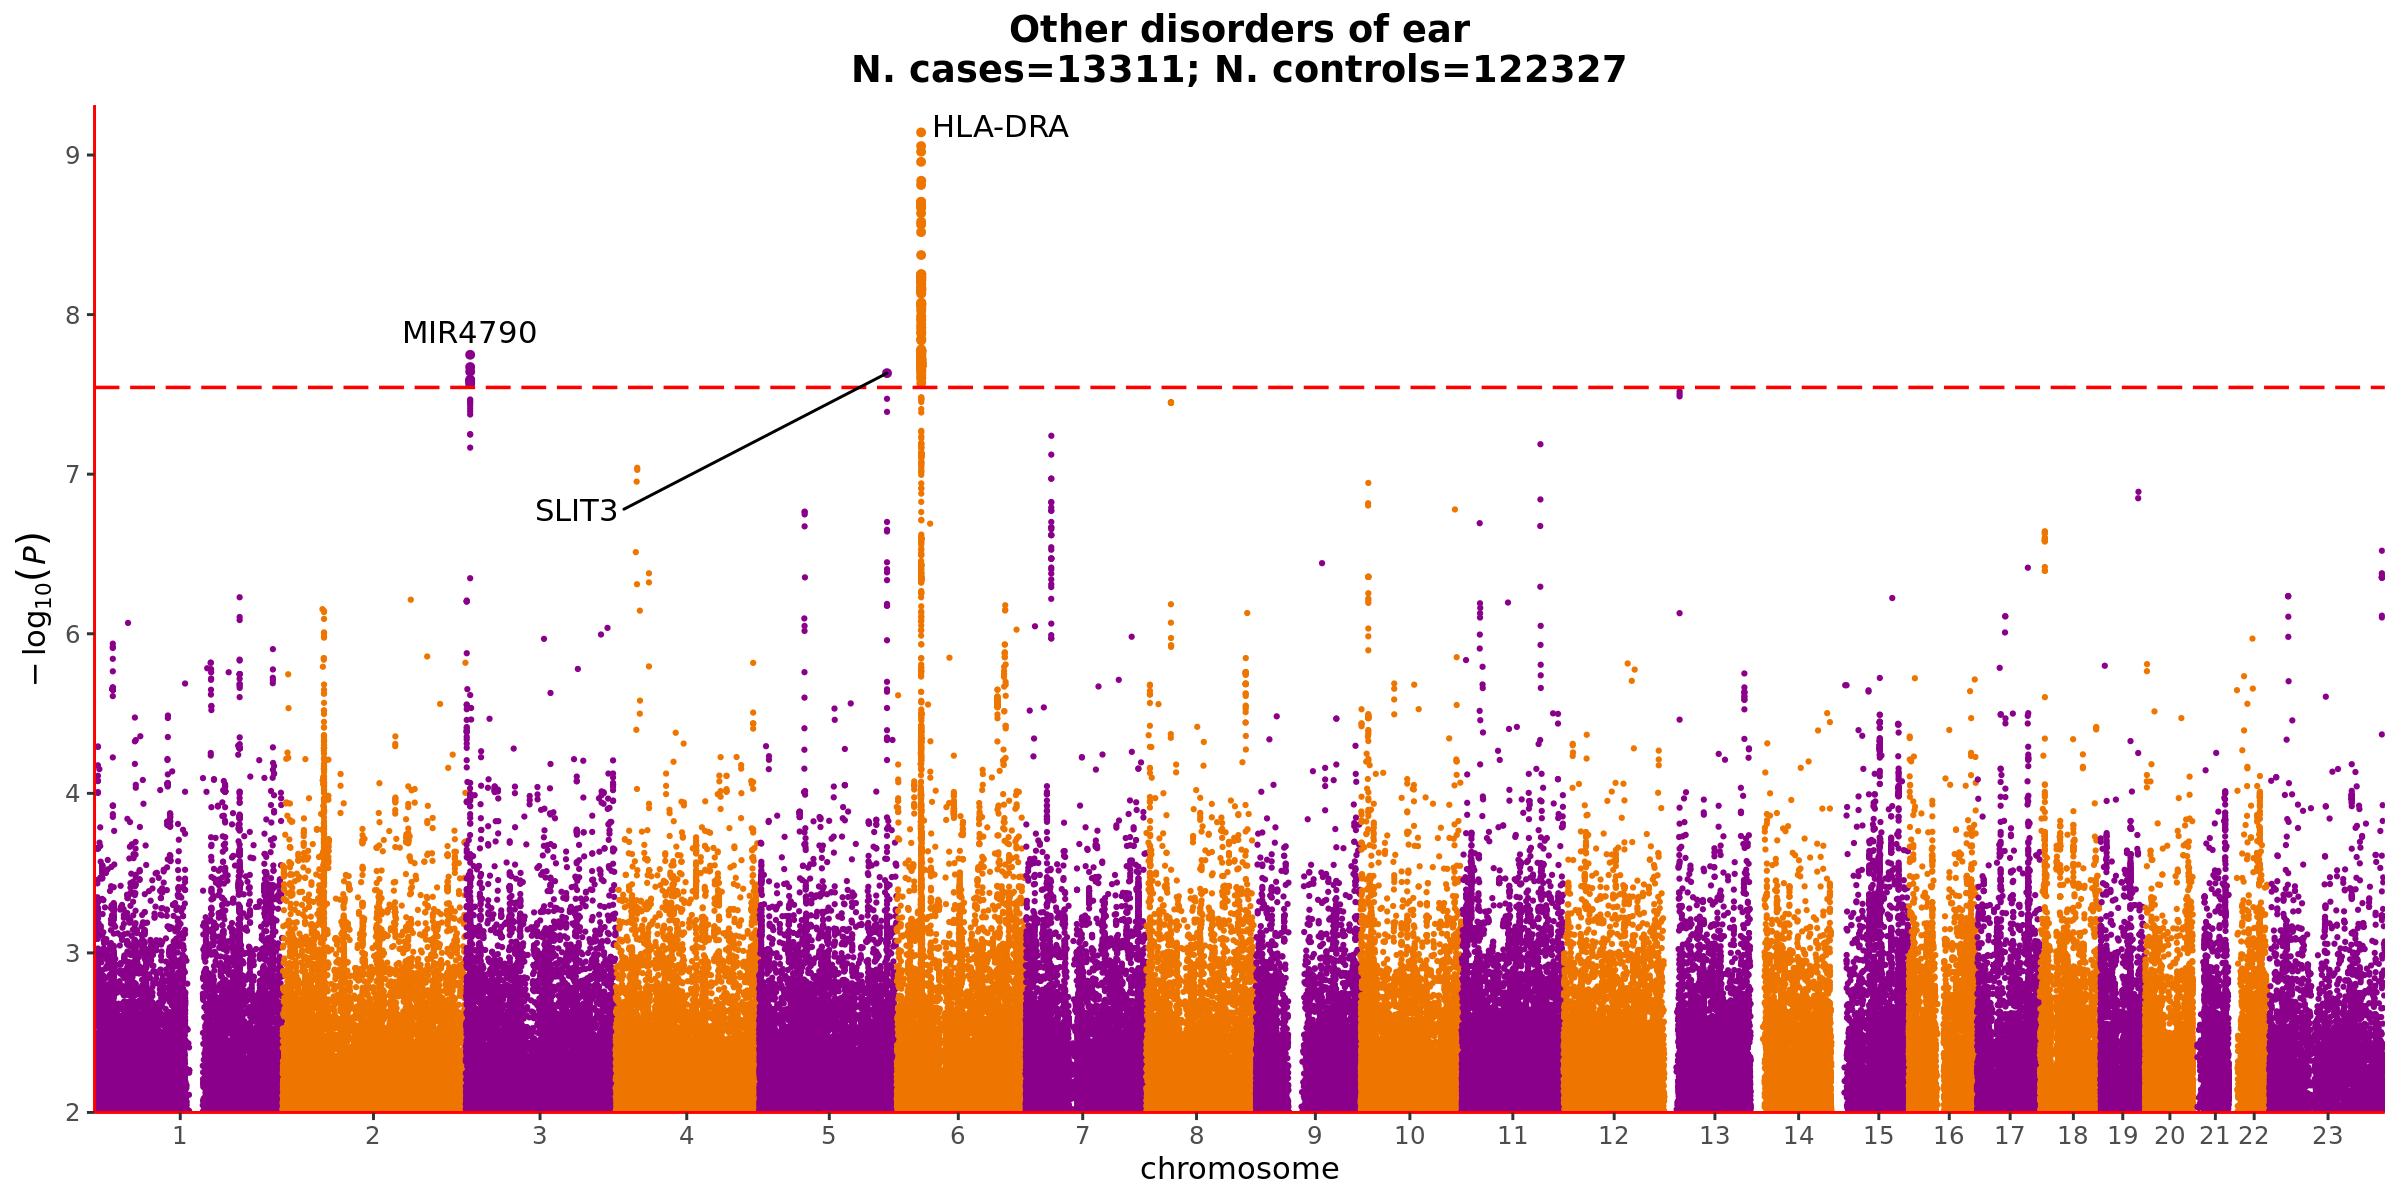 Other disorders of ear
N. cases=13311; N. controls=122327
HLA-DRA
MIR4790
SLIT3
9
8
7
6
5
4
3
2
−log10(P)
1 2 3 4 5 6 7 8 9 10 11 12 13 14 15 16 17 18 19 20 21 22 23
chromosome